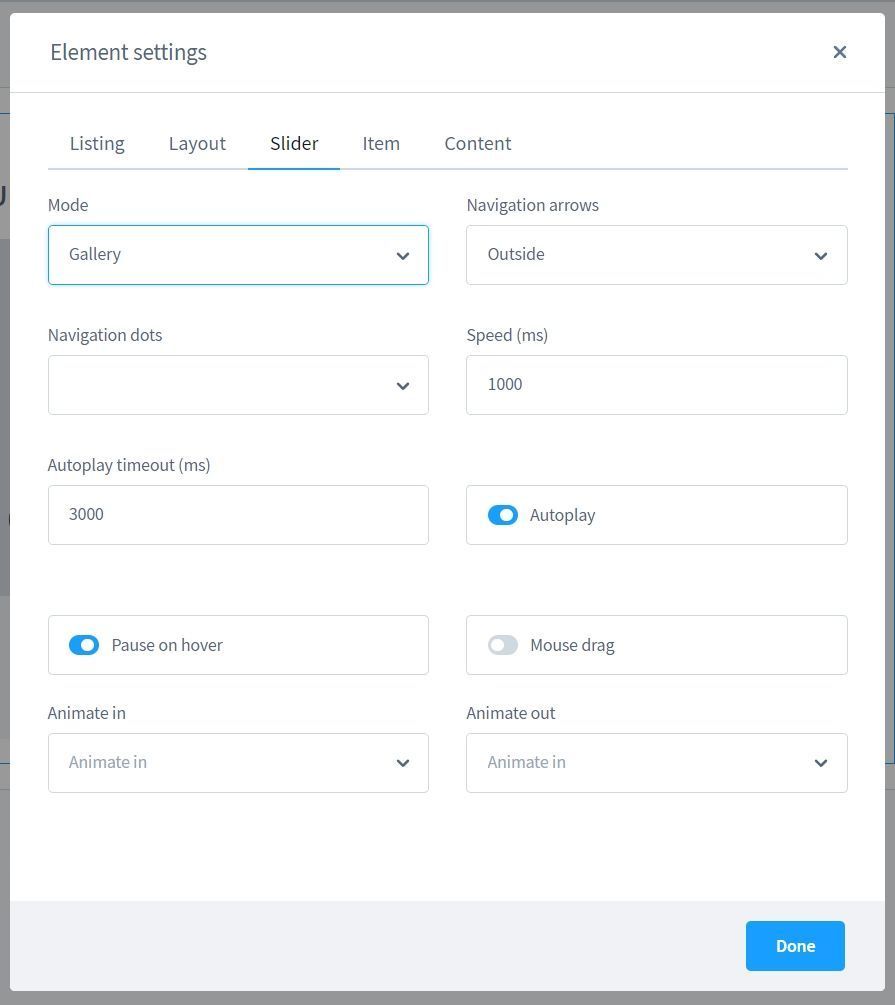 Element settings
Listing Layout Slider Item Content
Mode
Navigation arrows
Gallery
Outside
Navigation dots
Speed (ms)
1000
Autoplay timeout (ms)
3000
Autoplay
Pause on hover
Mouse drag
Animate in
Animate out
Animate in
Animate in
Done